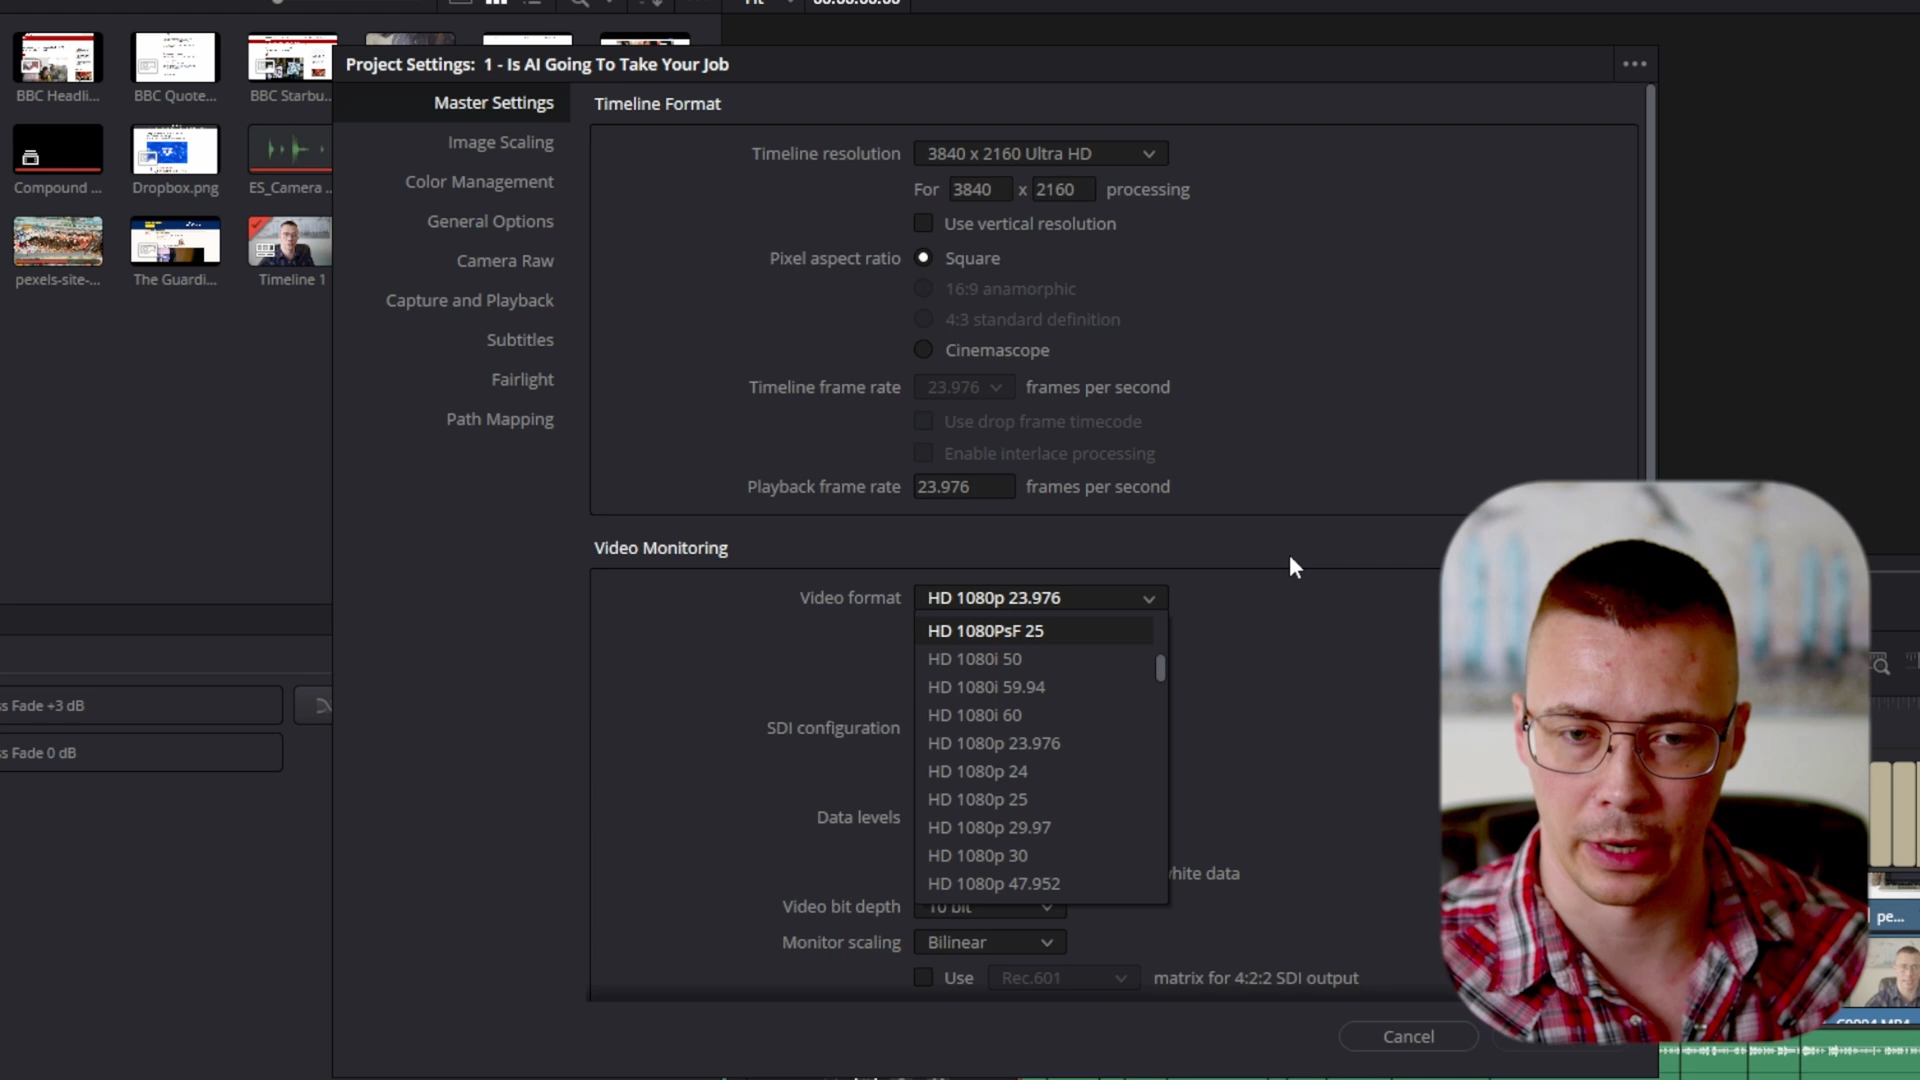 Project Settings: 1 - Is AI Going To Take Your Job
BBC Headli...
BBC Quote...
BBC Starbu...
Compound ...
Dropbox.png
ES_Camera ...
pexels-site-...
The Guardi...
Timeline 1
s Fade +3 dB
s Fade 0 dB
Master Settings
Image Scaling
Color Management
General Options
Camera Raw
Capture and Playback
Subtitles
Fairlight
Path Mapping
Timeline Format
Timeline resolution 3840 x 2160 Ultra HD
For 3840 x 2160 processing
Use vertical resolution
Pixel aspect ratio Square
16:9 anamorphic
4:3 standard definition
Cinemascope
Timeline frame rate 23.976 frames per second
Use drop frame timecode
Enable interlace processing
Playback frame rate 23.976 frames per second
Video Monitoring
Video format HD 1080p 23.976
HD 1080PsF 25
HD 1080i 50
HD 1080i 59.94
HD 1080i 60
HD 1080p 23.976
HD 1080p 24
HD 1080p 25
HD 1080p 29.97
HD 1080p 30
HD 1080p 47.952
SDI configuration
Data levels
hite data
Video bit depth 10 bit
Monitor scaling Bilinear
Use Rec.601 matrix for 4:2:2 SDI output
Cancel
pe...